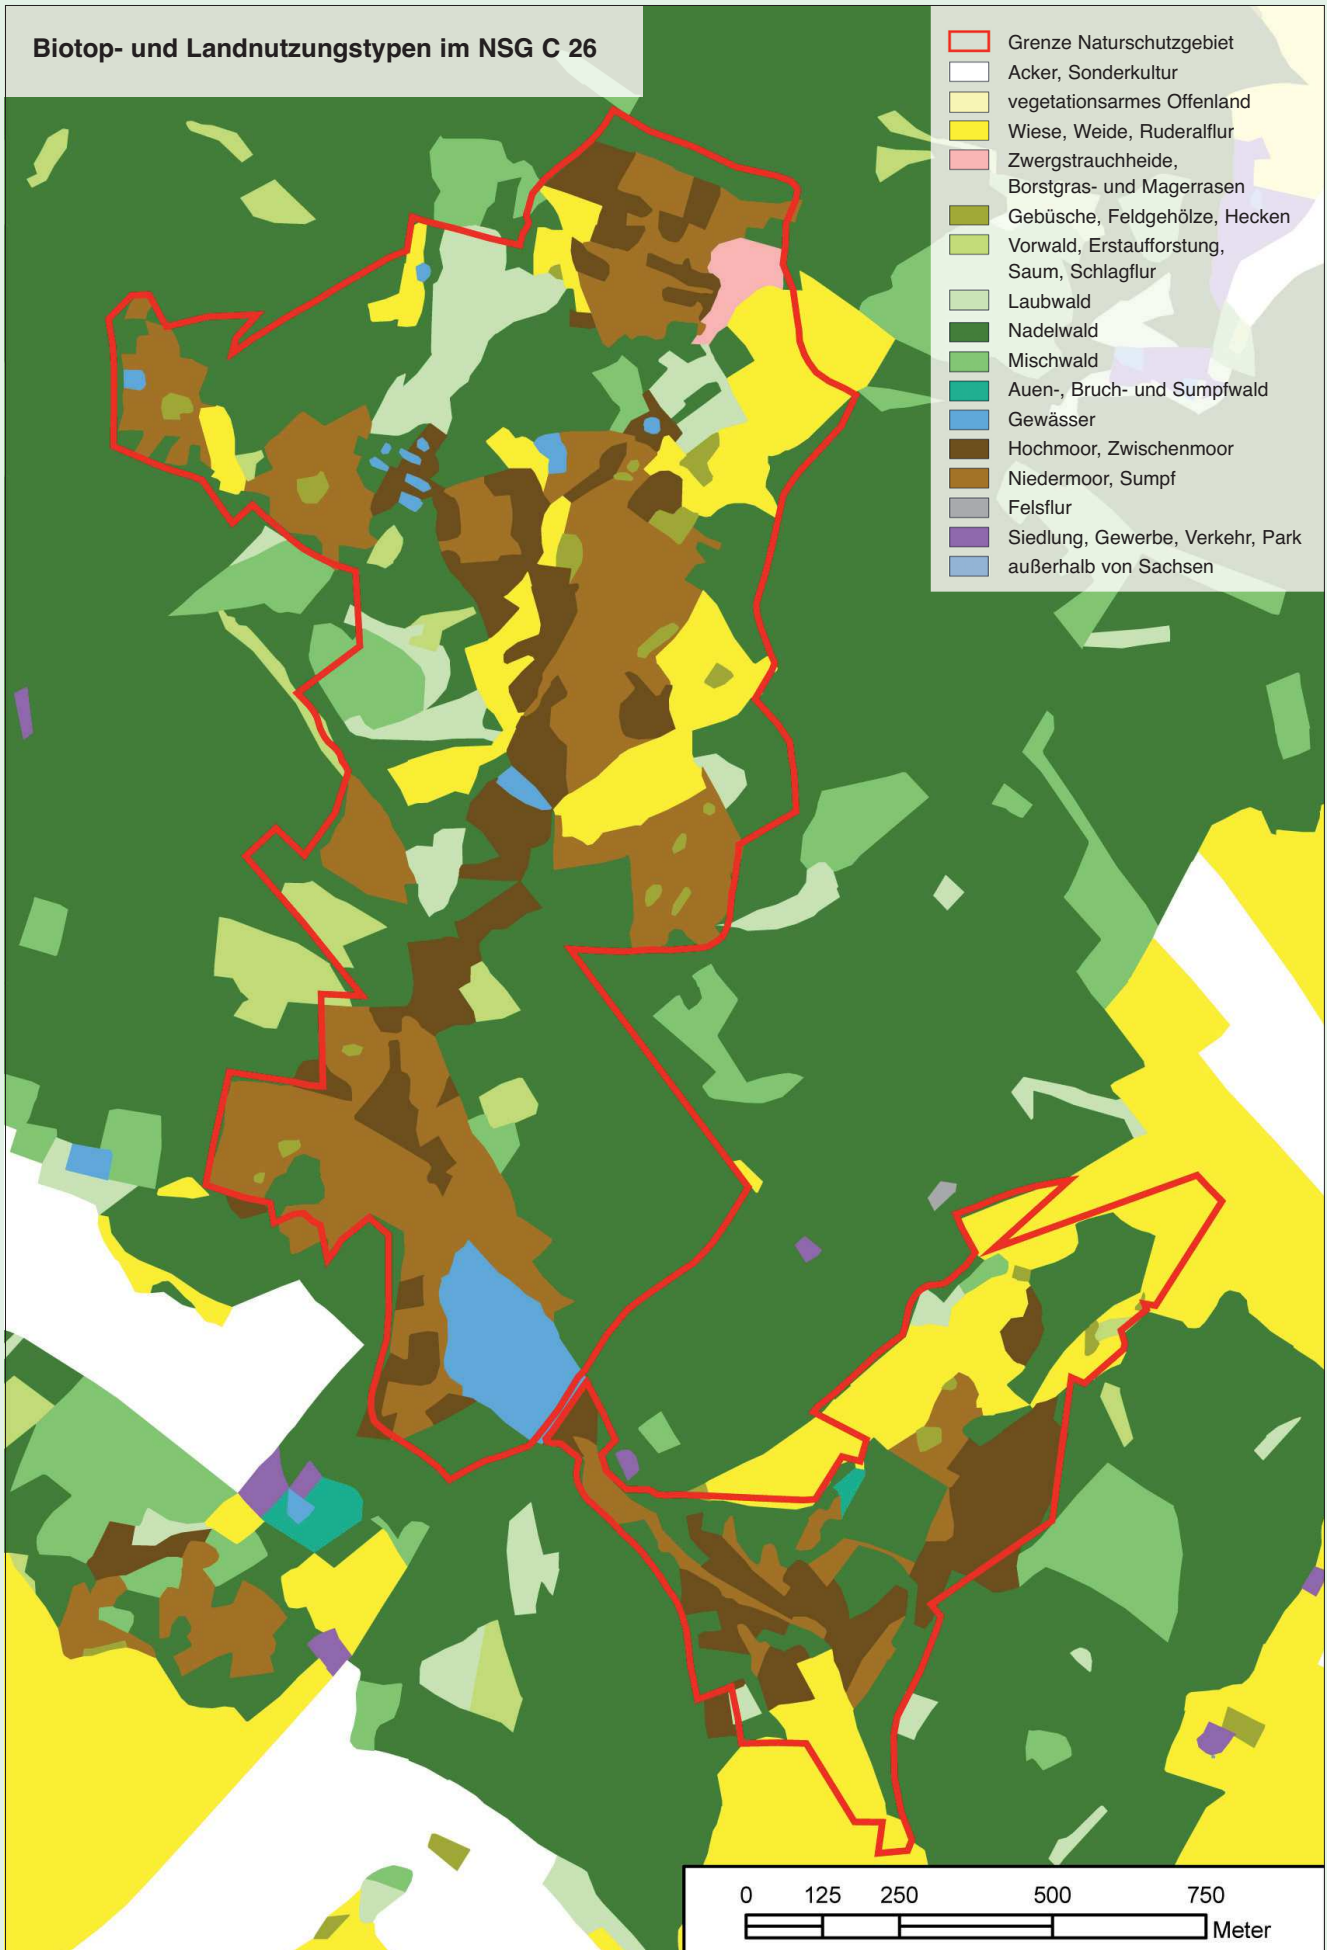 Biotop- und Landnutzungstypen im NSG C 26
Grenze Naturschutzgebiet
Acker, Sonderkultur
vegetationsarmes Offenland
Wiese, Weide, Ruderalflur
Zwergstrauchheide,
Borstgras- und Magerrasen
Gebüsche, Feldgehölze, Hecken
Vorwald, Erstaufforstung,
Saum, Schlagflur
Laubwald
Nadelwald
Mischwald
Auen-, Bruch- und Sumpfwald
Gewässer
Hochmoor, Zwischenmoor
Niedermoor, Sumpf
Felsflur
Siedlung, Gewerbe, Verkehr, Park
außerhalb von Sachsen
0 125 250 500 750
Meter